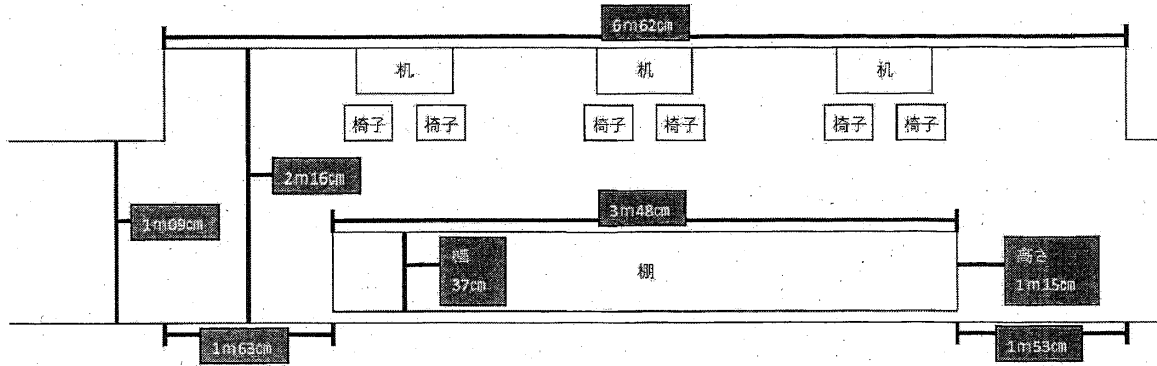 6m62cm
机 机 机
椅子 椅子 椅子 椅子 椅子 椅子
2m16cm
3m48cm
1m09cm
幅
37cm
棚
高さ
1m15cm
1m63cm
1m53cm